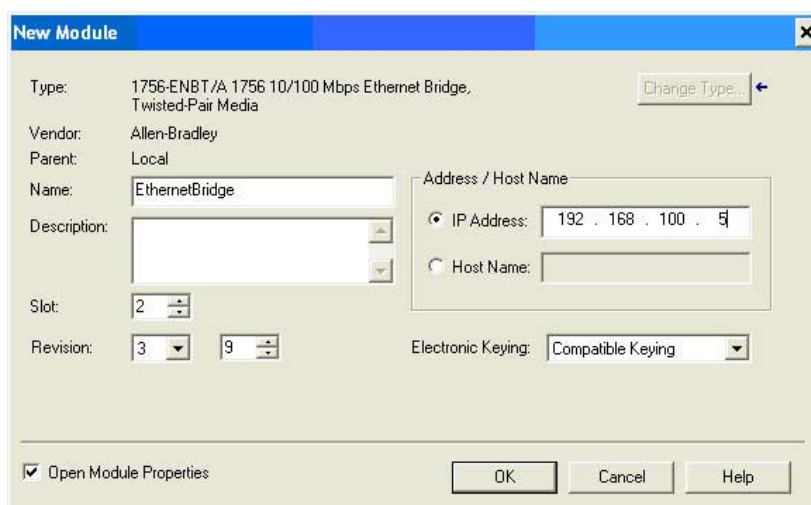 New Module
Type: 1756-ENBT/A 1756 10/100 Mbps Ethernet Bridge,
Twisted-Pair Media
Change Type...
Vendor: Allen-Bradley
Parent: Local
Name: EthernetBridge
Address / Host Name
IP Address: 192 . 168 . 100 . 5
Description:
Host Name:
Slot: 2
Revision: 3 9
Electronic Keying: Compatible Keying
Open Module Properties
OK Cancel Help